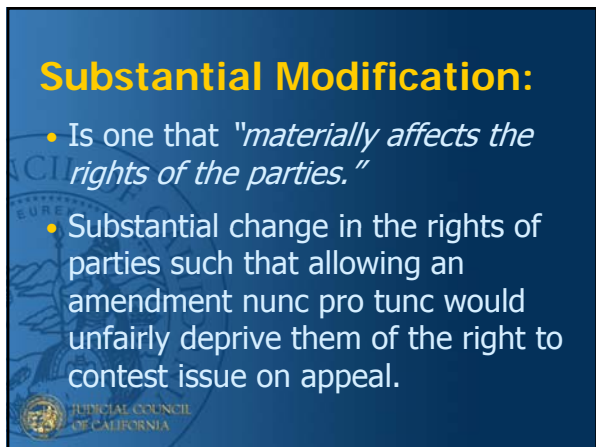 Substantial Modification:
• Is one that “materially affects the
rights of the parties.”
• Substantial change in the rights of
parties such that allowing an
amendment nunc pro tunc would
unfairly deprive them of the right to
contest issue on appeal.
JUDICIAL COUNCIL
OF CALIFORNIA